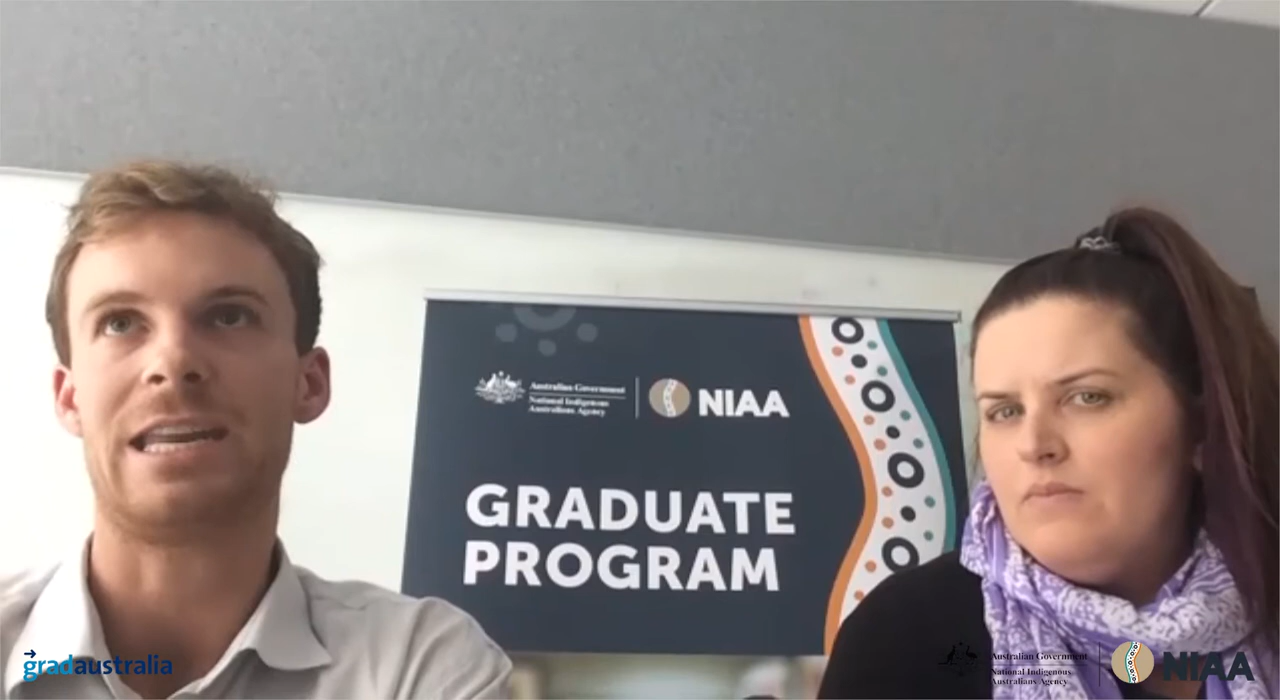 Australian Government
National Indigenous
Australians Agency
NIAA
GRADUATE
PROGRAM
gradaustralia
Australian Government
National Indigenous
Australians Agency
NIAA